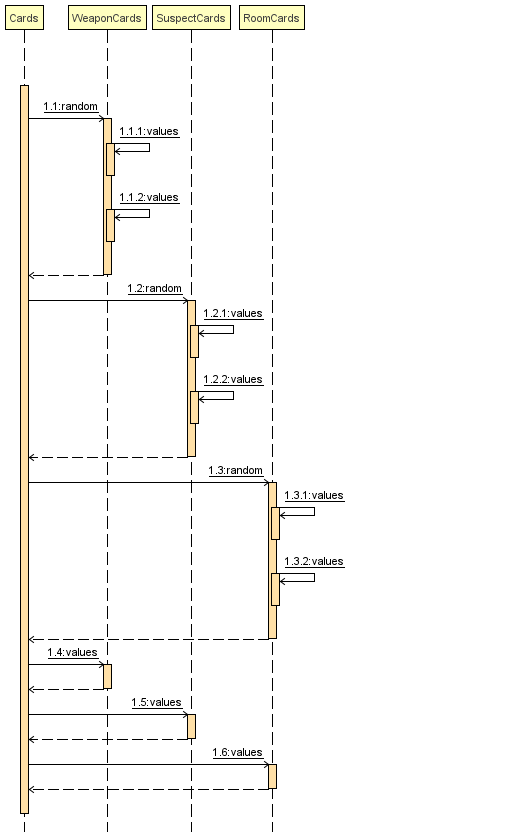 Cards WeaponCards SuspectCards RoomCards
1.1:random
1.1.1:values
1.1.2:values
1.2:random
1.2.1:values
1.2.2:values
1.3:random
1.3.1:values
1.3.2:values
1.4:values
1.5:values
1.6:values